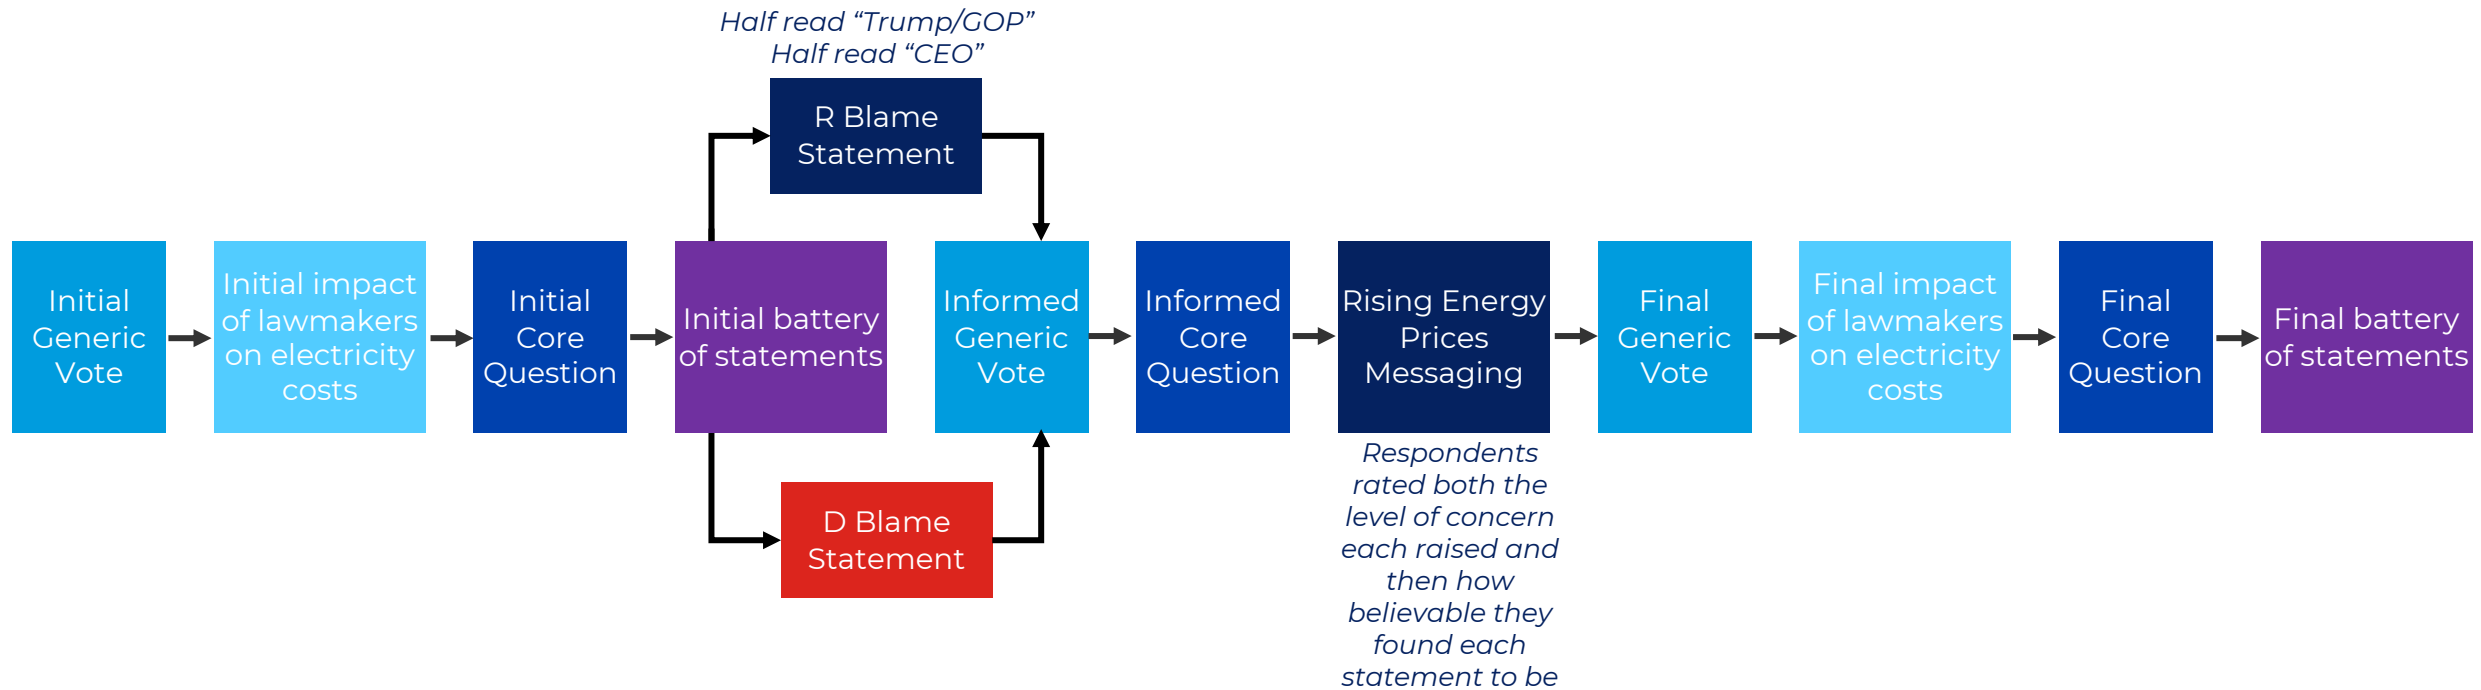 Half read “Trump/GOP”
Half read “CEO”
R Blame
Statement
Initial
Generic
Vote
Initial impact
of lawmakers
on electricity
costs
Initial
Core
Question
Initial battery
of statements
D Blame
Statement
Informed
Generic
Vote
Informed
Core
Question
Rising Energy
Prices
Messaging
Respondents
rated both the
level of concern
each raised and
then how
believable they
found each
statement to be
Final
Generic
Vote
Final impact
of lawmakers
on electricity
costs
Final
Core
Question
Final battery
of statements